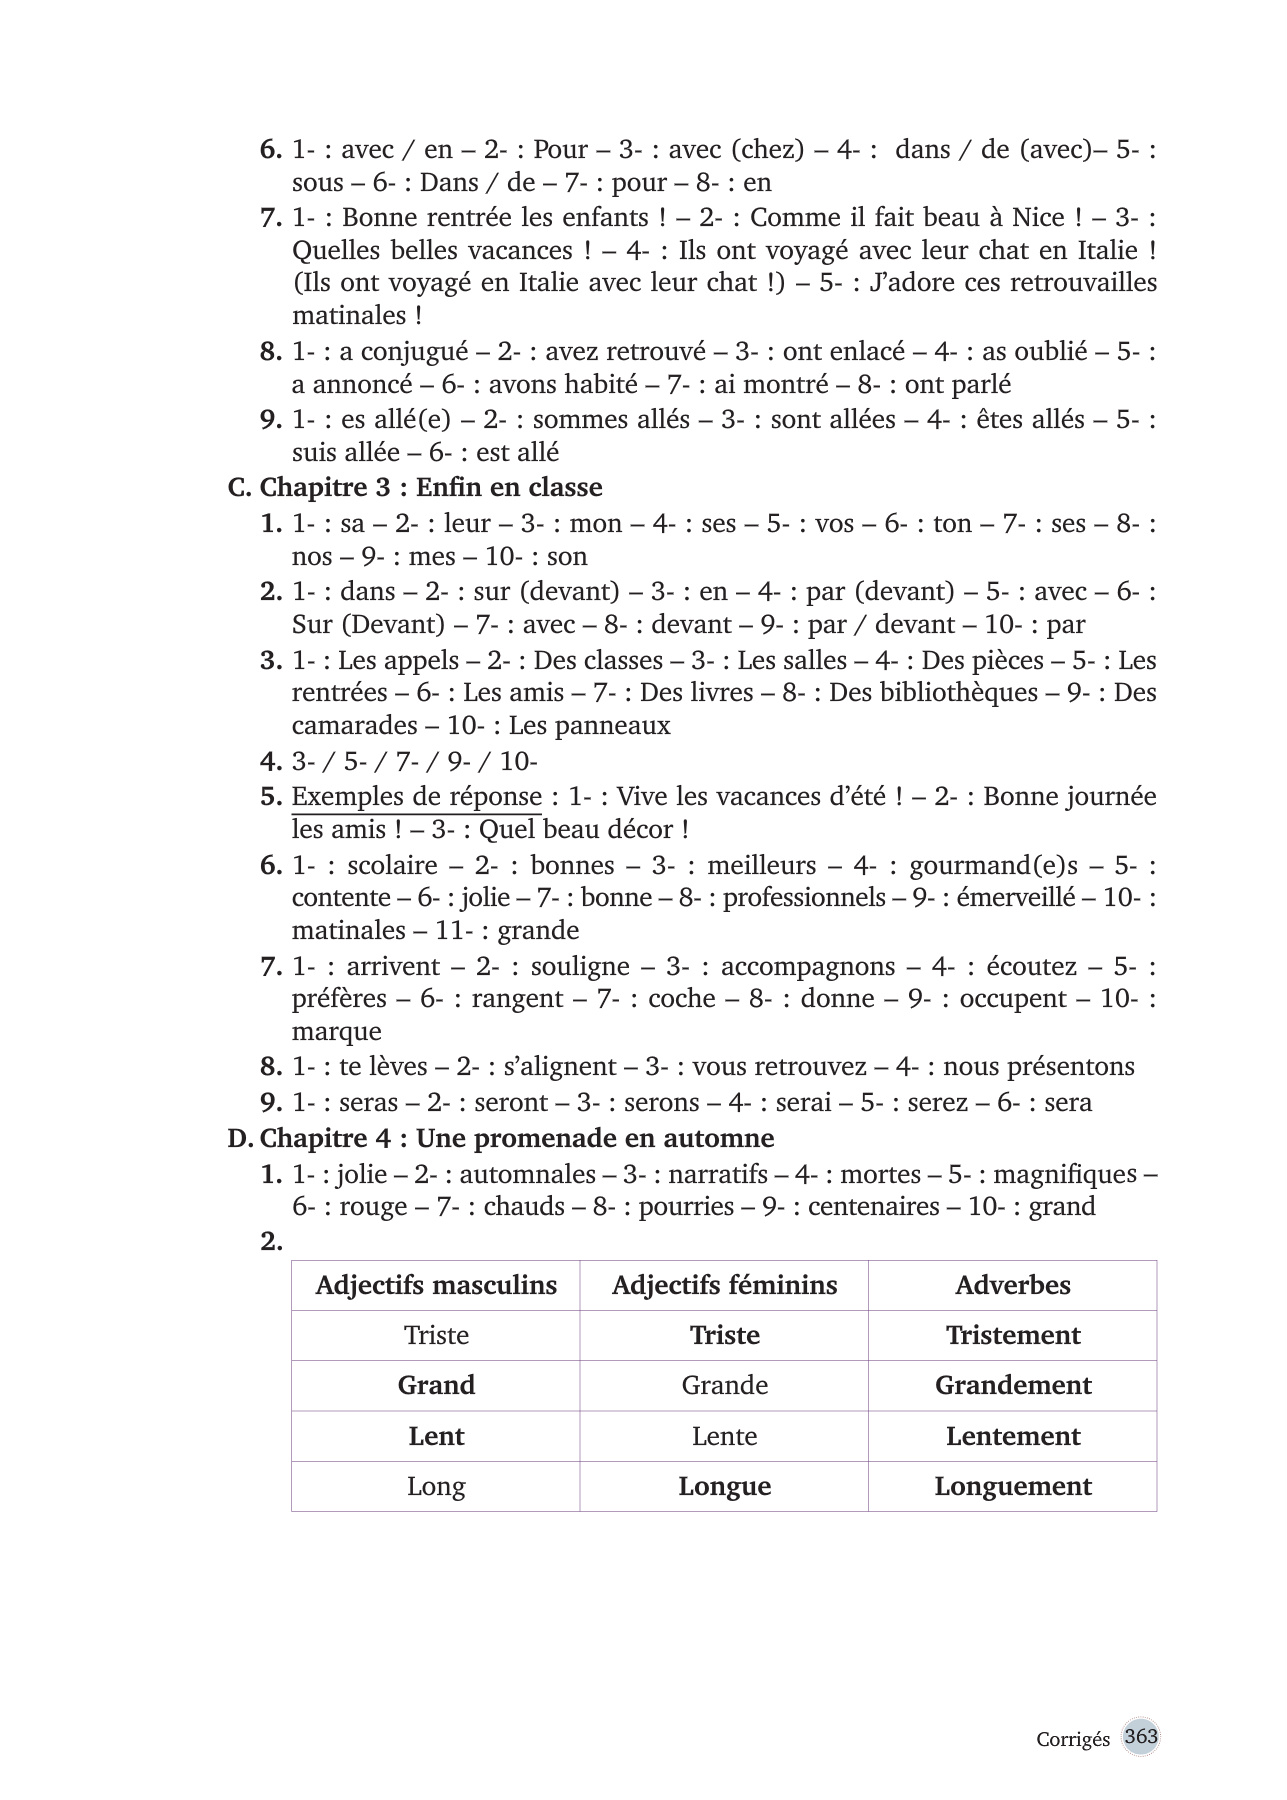 6. 1- : avec / en – 2- : Pour – 3- : avec (chez) – 4- :  dans / de (avec)– 5- :
sous – 6- : Dans / de – 7- : pour – 8- : en
7. 1- : Bonne rentrée les enfants ! – 2- : Comme il fait beau à Nice ! – 3- :
Quelles belles vacances ! – 4- : Ils ont voyagé avec leur chat en Italie !
(Ils ont voyagé en Italie avec leur chat !) – 5- : J’adore ces retrouvailles
matinales !
8. 1- : a conjugué – 2- : avez retrouvé – 3- : ont enlacé – 4- : as oublié – 5- :
a annoncé – 6- : avons habité – 7- : ai montré – 8- : ont parlé
9. 1- : es allé(e) – 2- : sommes allés – 3- : sont allées – 4- : êtes allés – 5- :
suis allée – 6- : est allé
C. Chapitre 3 : Enfin en classe
1. 1- : sa – 2- : leur – 3- : mon – 4- : ses – 5- : vos – 6- : ton – 7- : ses – 8- :
nos – 9- : mes – 10- : son
2. 1- : dans – 2- : sur (devant) – 3- : en – 4- : par (devant) – 5- : avec – 6- :
Sur (Devant) – 7- : avec – 8- : devant – 9- : par / devant – 10- : par
3. 1- : Les appels – 2- : Des classes – 3- : Les salles – 4- : Des pièces – 5- : Les
rentrées – 6- : Les amis – 7- : Des livres – 8- : Des bibliothèques – 9- : Des
camarades – 10- : Les panneaux
4. 3- / 5- / 7- / 9- / 10-
5. Exemples de réponse : 1- : Vive les vacances d’été ! – 2- : Bonne journée
les amis ! – 3- : Quel beau décor !
6. 1- : scolaire – 2- : bonnes – 3- : meilleurs – 4- : gourmand(e)s – 5- :
contente – 6- : jolie – 7- : bonne – 8- : professionnels – 9- : émerveillé – 10- :
matinales – 11- : grande
7. 1- : arrivent – 2- : souligne – 3- : accompagnons – 4- : écoutez – 5- :
préfères – 6- : rangent – 7- : coche – 8- : donne – 9- : occupent – 10- :
marque
8. 1- : te lèves – 2- : s’alignent – 3- : vous retrouvez – 4- : nous présentons
9. 1- : seras – 2- : seront – 3- : serons – 4- : serai – 5- : serez – 6- : sera
D. Chapitre 4 : Une promenade en automne
1. 1- : jolie – 2- : automnales – 3- : narratifs – 4- : mortes – 5- : magnifiques –
6- : rouge – 7- : chauds – 8- : pourries – 9- : centenaires – 10- : grand
2.
Adjectifs masculins Adjectifs féminins Adverbes
Triste Triste Tristement
Grand Grande Grandement
Lent Lente Lentement
Long Longue Longuement
Corrigés 363